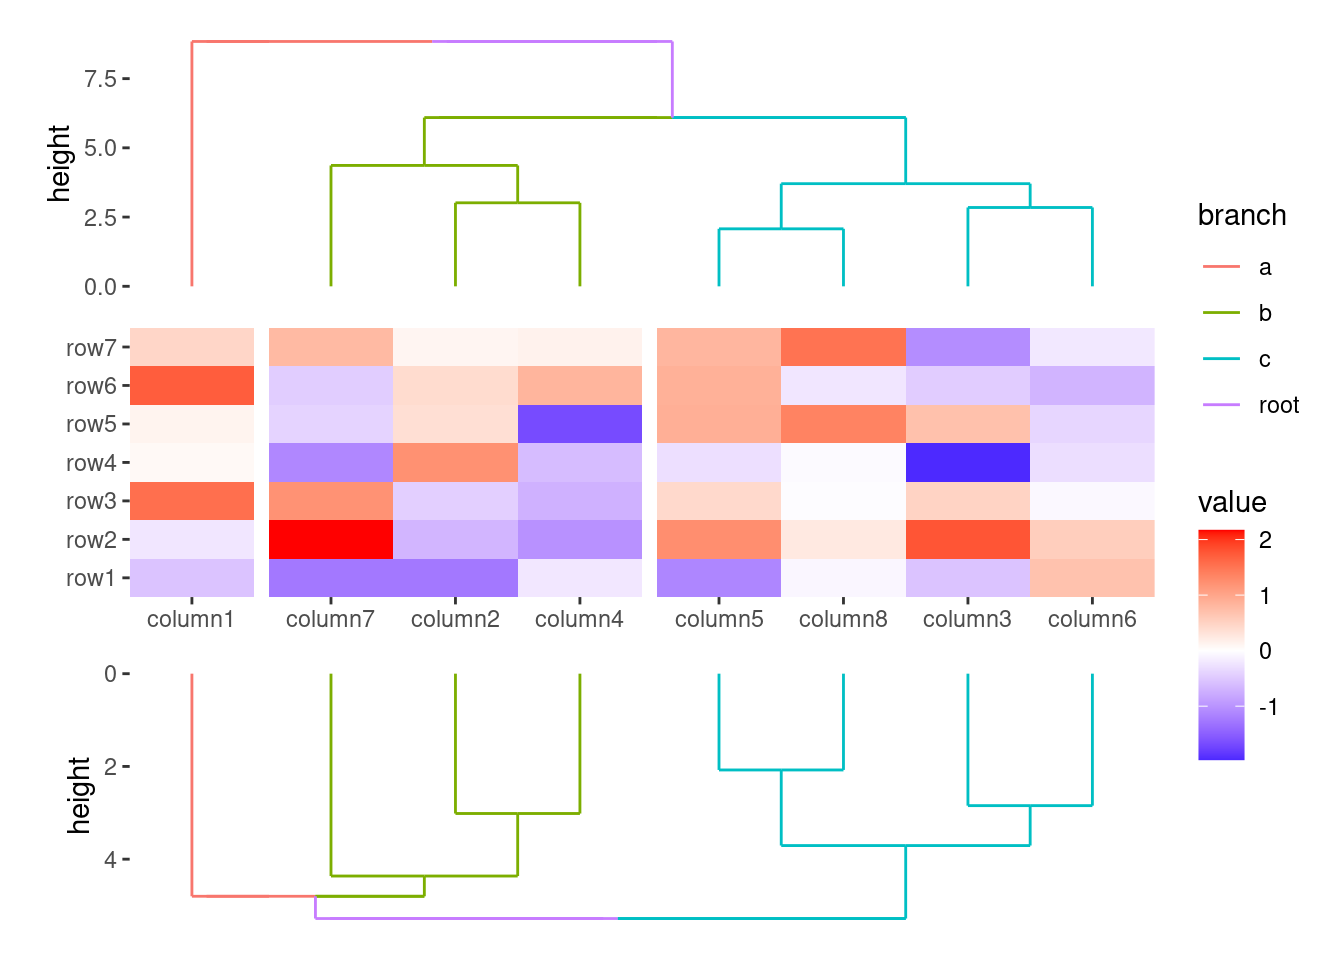 height
7.5
5.0
2.5
0.0
row7
row6
row5
row4
row3
row2
row1
column1 column7 column2 column4 column5 column8 column3 column6
height
0
2
4
branch
a
b
c
root
value
2
1
0
-1